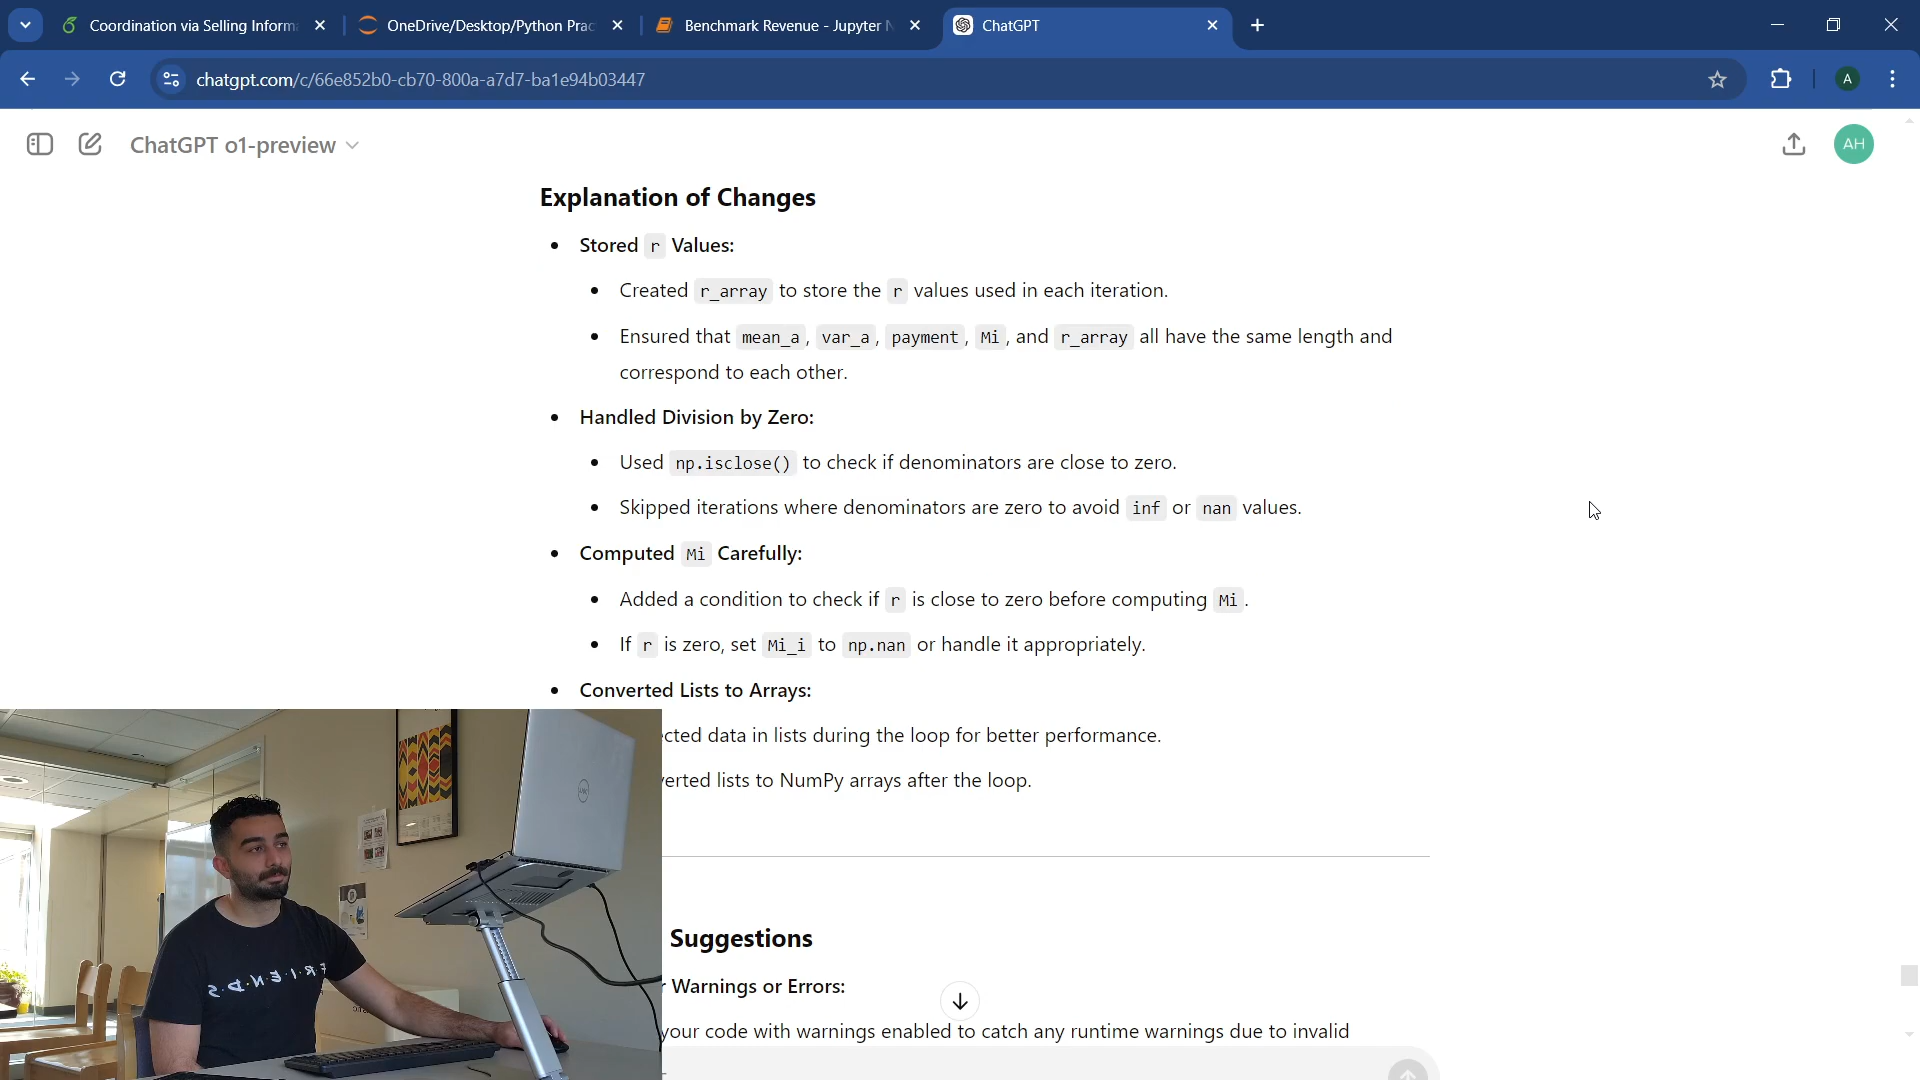 Coordination via Selling Inform
OneDrive/Desktop/Python Prac
Benchmark Revenue - Jupyter N
ChatGPT
chatgpt.com/c/66e852b0-cb70-800a-a7d7-ba1e94b03447
A
ChatGPT o1-preview
AH
Explanation of Changes
Stored r Values:
Created r_array to store the r values used in each iteration.
Ensured that mean_a, var_a, payment, Mi, and r_array all have the same length and
correspond to each other.
Handled Division by Zero:
Used np.isclose() to check if denominators are close to zero.
Skipped iterations where denominators are zero to avoid inf or nan values.
Computed Mi Carefully:
Added a condition to check if r is close to zero before computing Mi.
If r is zero, set Mi_i to np.nan or handle it appropriately.
Converted Lists to Arrays:
ected data in lists during the loop for better performance.
verted lists to NumPy arrays after the loop.
Suggestions
r Warnings or Errors:
your code with warnings enabled to catch any runtime warnings due to invalid
DELL
F·R·I·E·N·D·S